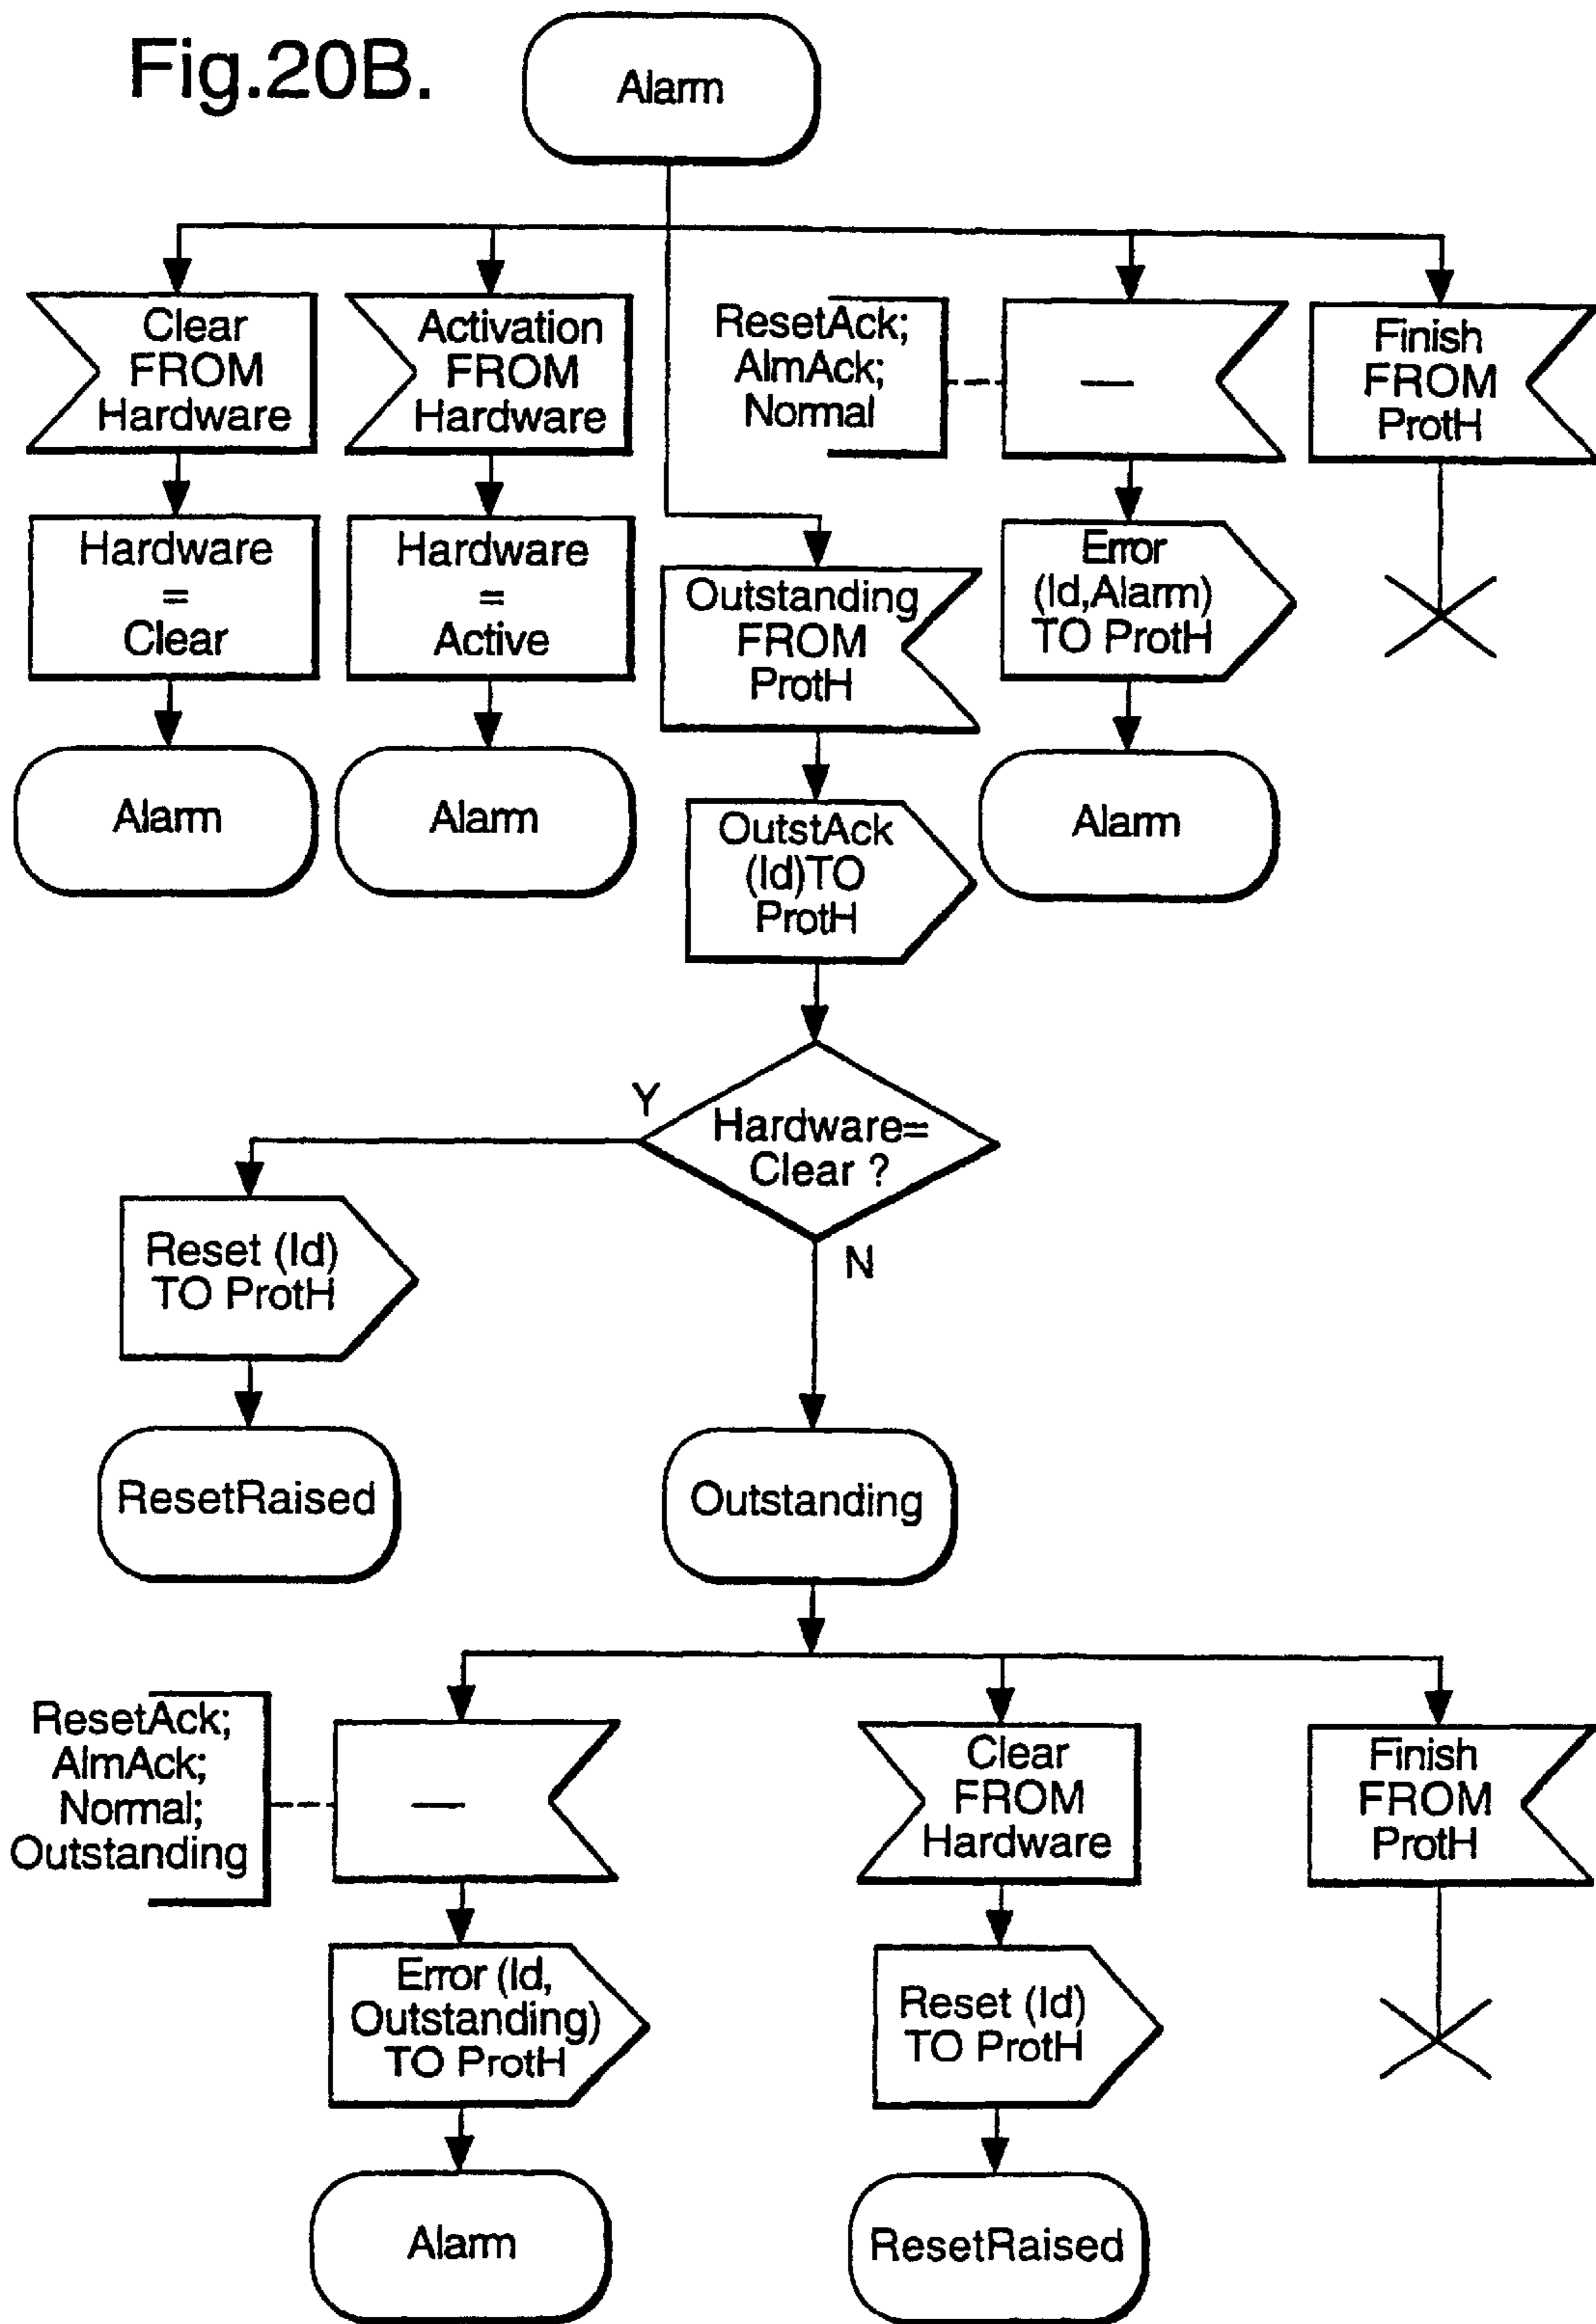 Fig.20B.
Alarm
Clear
FROM
Hardware
Activation
FROM
Hardware
ResetAck;
AlmAck;
Normal
—
Finish
FROM
ProtH
Hardware
=
Clear
Hardware
=
Active
Outstanding
FROM
ProtH
Error
(Id,Alarm)
TO ProtH
Alarm
Alarm
OutstAck
(Id)TO
ProtH
Alarm
Hardware=
Clear ?
Y
N
Reset (Id)
TO ProtH
ResetRaised
Outstanding
ResetAck;
AlmAck;
Normal;
Outstanding
—
Clear
FROM
Hardware
Finish
FROM
ProtH
Error (Id,
Outstanding)
TO ProtH
Reset (Id)
TO ProtH
Alarm
ResetRaised